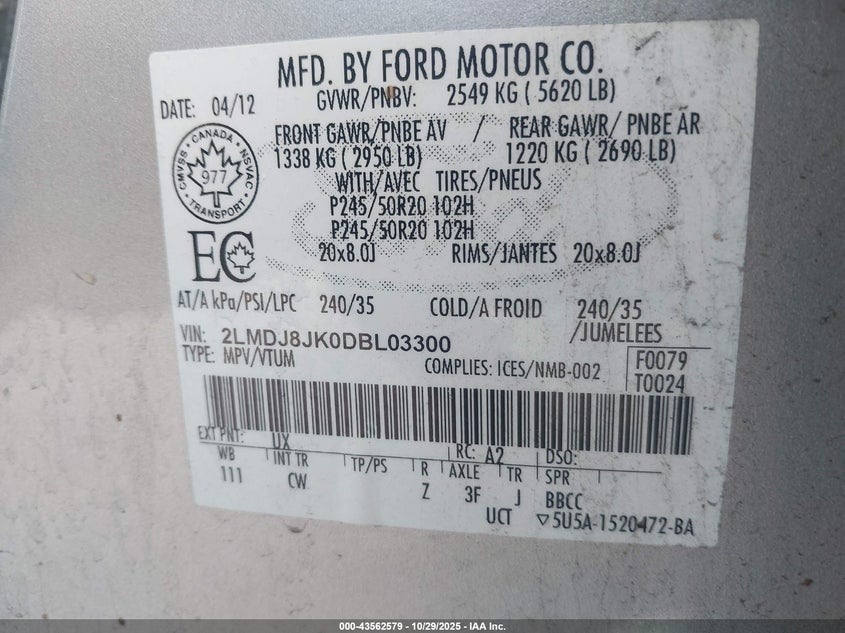 MFD. BY FORD MOTOR CO.
DATE: 04/12
GVWR/PNBV: 2549 KG ( 5620 LB)
FRONT GAWR/PNBE AV / REAR GAWR/ PNBE AR
1338 KG ( 2950 LB) 1220 KG ( 2690 LB)
WITH/AVEC TIRES/PNEUS
P245/50R20 102H
P245/50R20 102H
20x8.0J RIMS/JANTES 20x8.0J
CANADA
CMVSS NSVAC
977
TRANSPORT
EC
AT/A kPa/PSI/LPC 240/35 COLD/A FROID 240/35
/JUMELEES
VIN: 2LMDJ8JK0DBL03300
TYPE: MPV/VTUM COMPLIES: ICES/NMB-002
F0079
T0024
EXT PNT: UX RC: A2 DSO:
WB INT TR TP/PS R AXLE TR SPR
111 CW Z 3F J BBCC
UCT ▽5U5A-1520472-BA
000-43562579 / 10/29/2025 - IAA Inc.